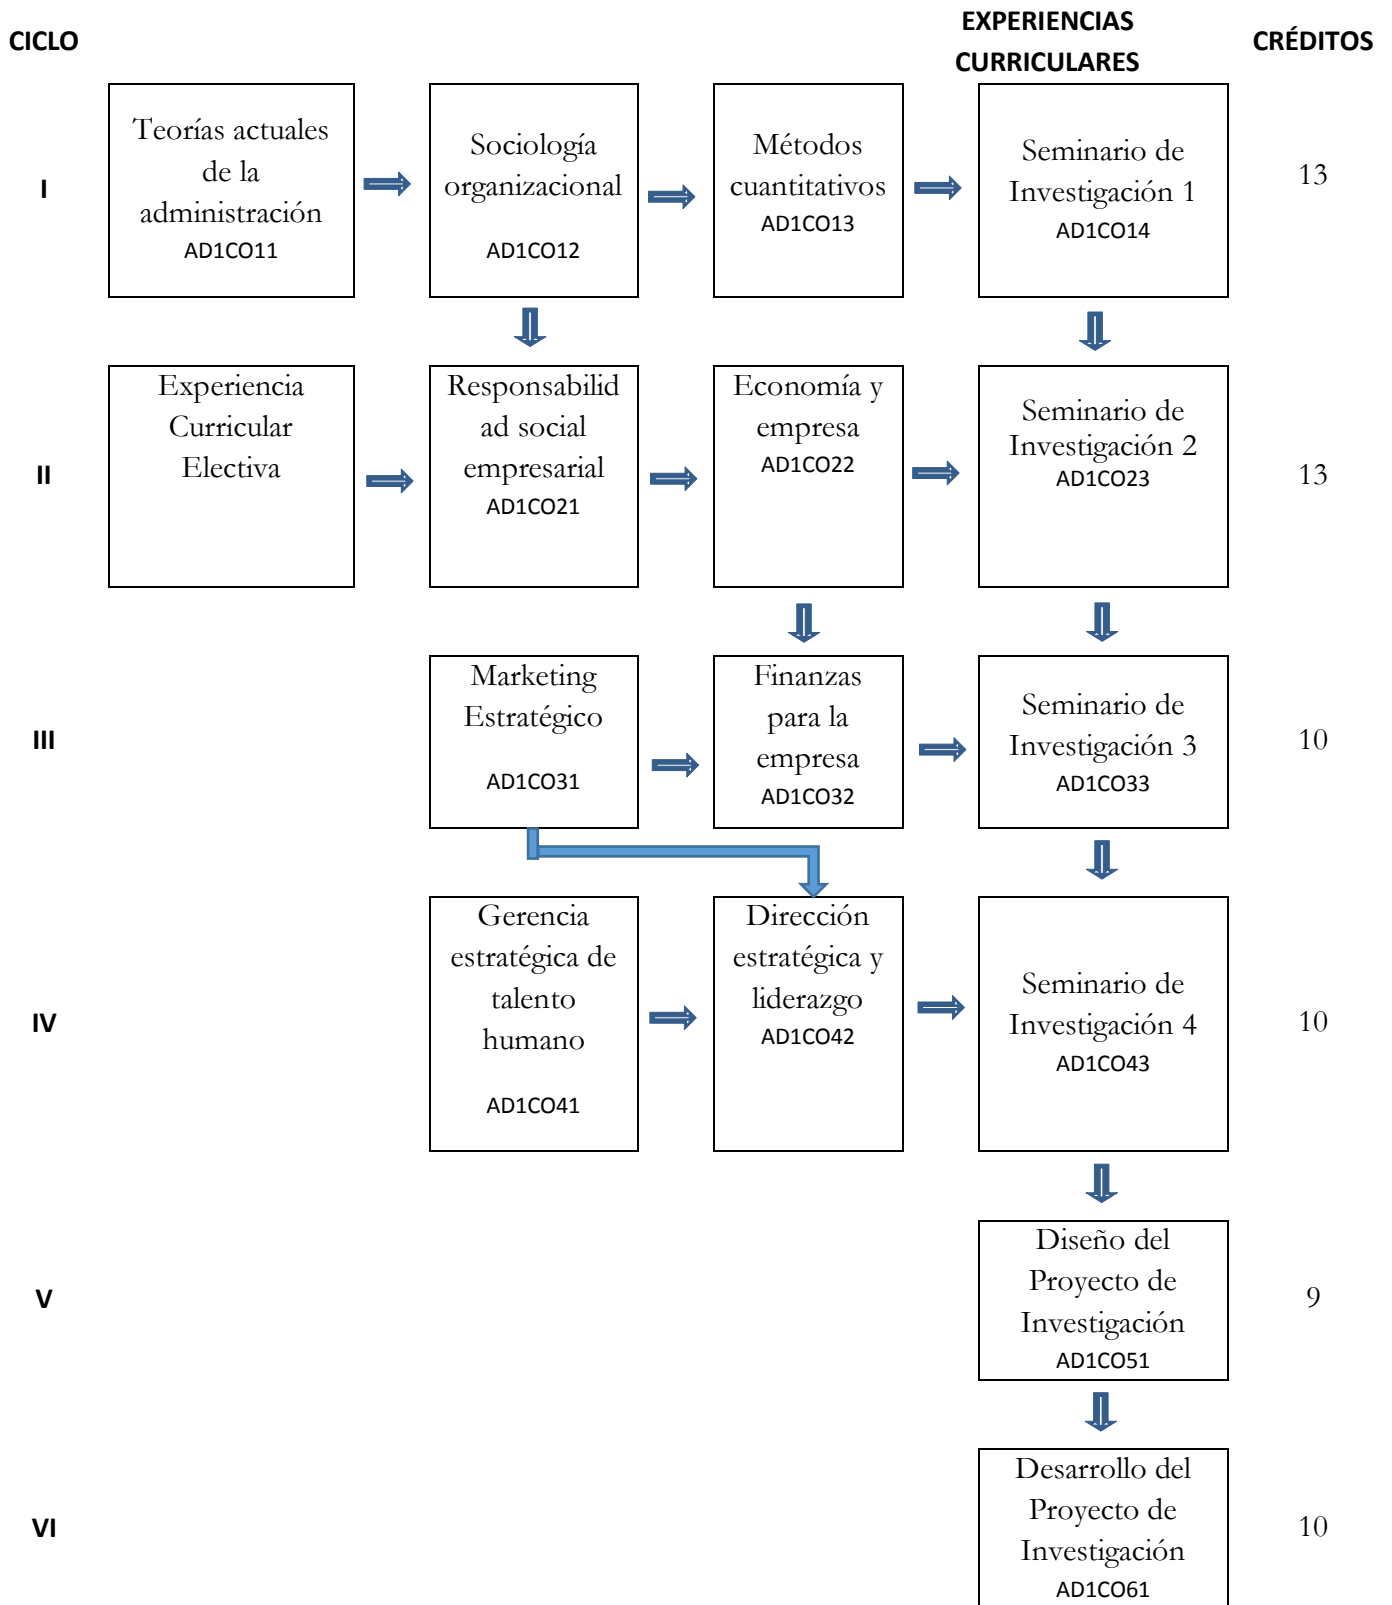 CICLO
EXPERIENCIAS
CURRICULARES
CRÉDITOS
I
Teorías actuales
de la
administración
AD1CO11
Sociología
organizacional
AD1CO12
Métodos
cuantitativos
AD1CO13
Seminario de
Investigación 1
AD1CO14
13
II
Experiencia
Curricular
Electiva
Responsabilid
ad social
empresarial
AD1CO21
Economía y
empresa
AD1CO22
Seminario de
Investigación 2
AD1CO23
13
III
Marketing
Estratégico
AD1CO31
Finanzas
para la
empresa
AD1CO32
Seminario de
Investigación 3
AD1CO33
10
IV
Gerencia
estratégica de
talento
humano
AD1CO41
Dirección
estratégica y
liderazgo
AD1CO42
Seminario de
Investigación 4
AD1CO43
10
V
Diseño del
Proyecto de
Investigación
AD1CO51
9
VI
Desarrollo del
Proyecto de
Investigación
AD1CO61
10